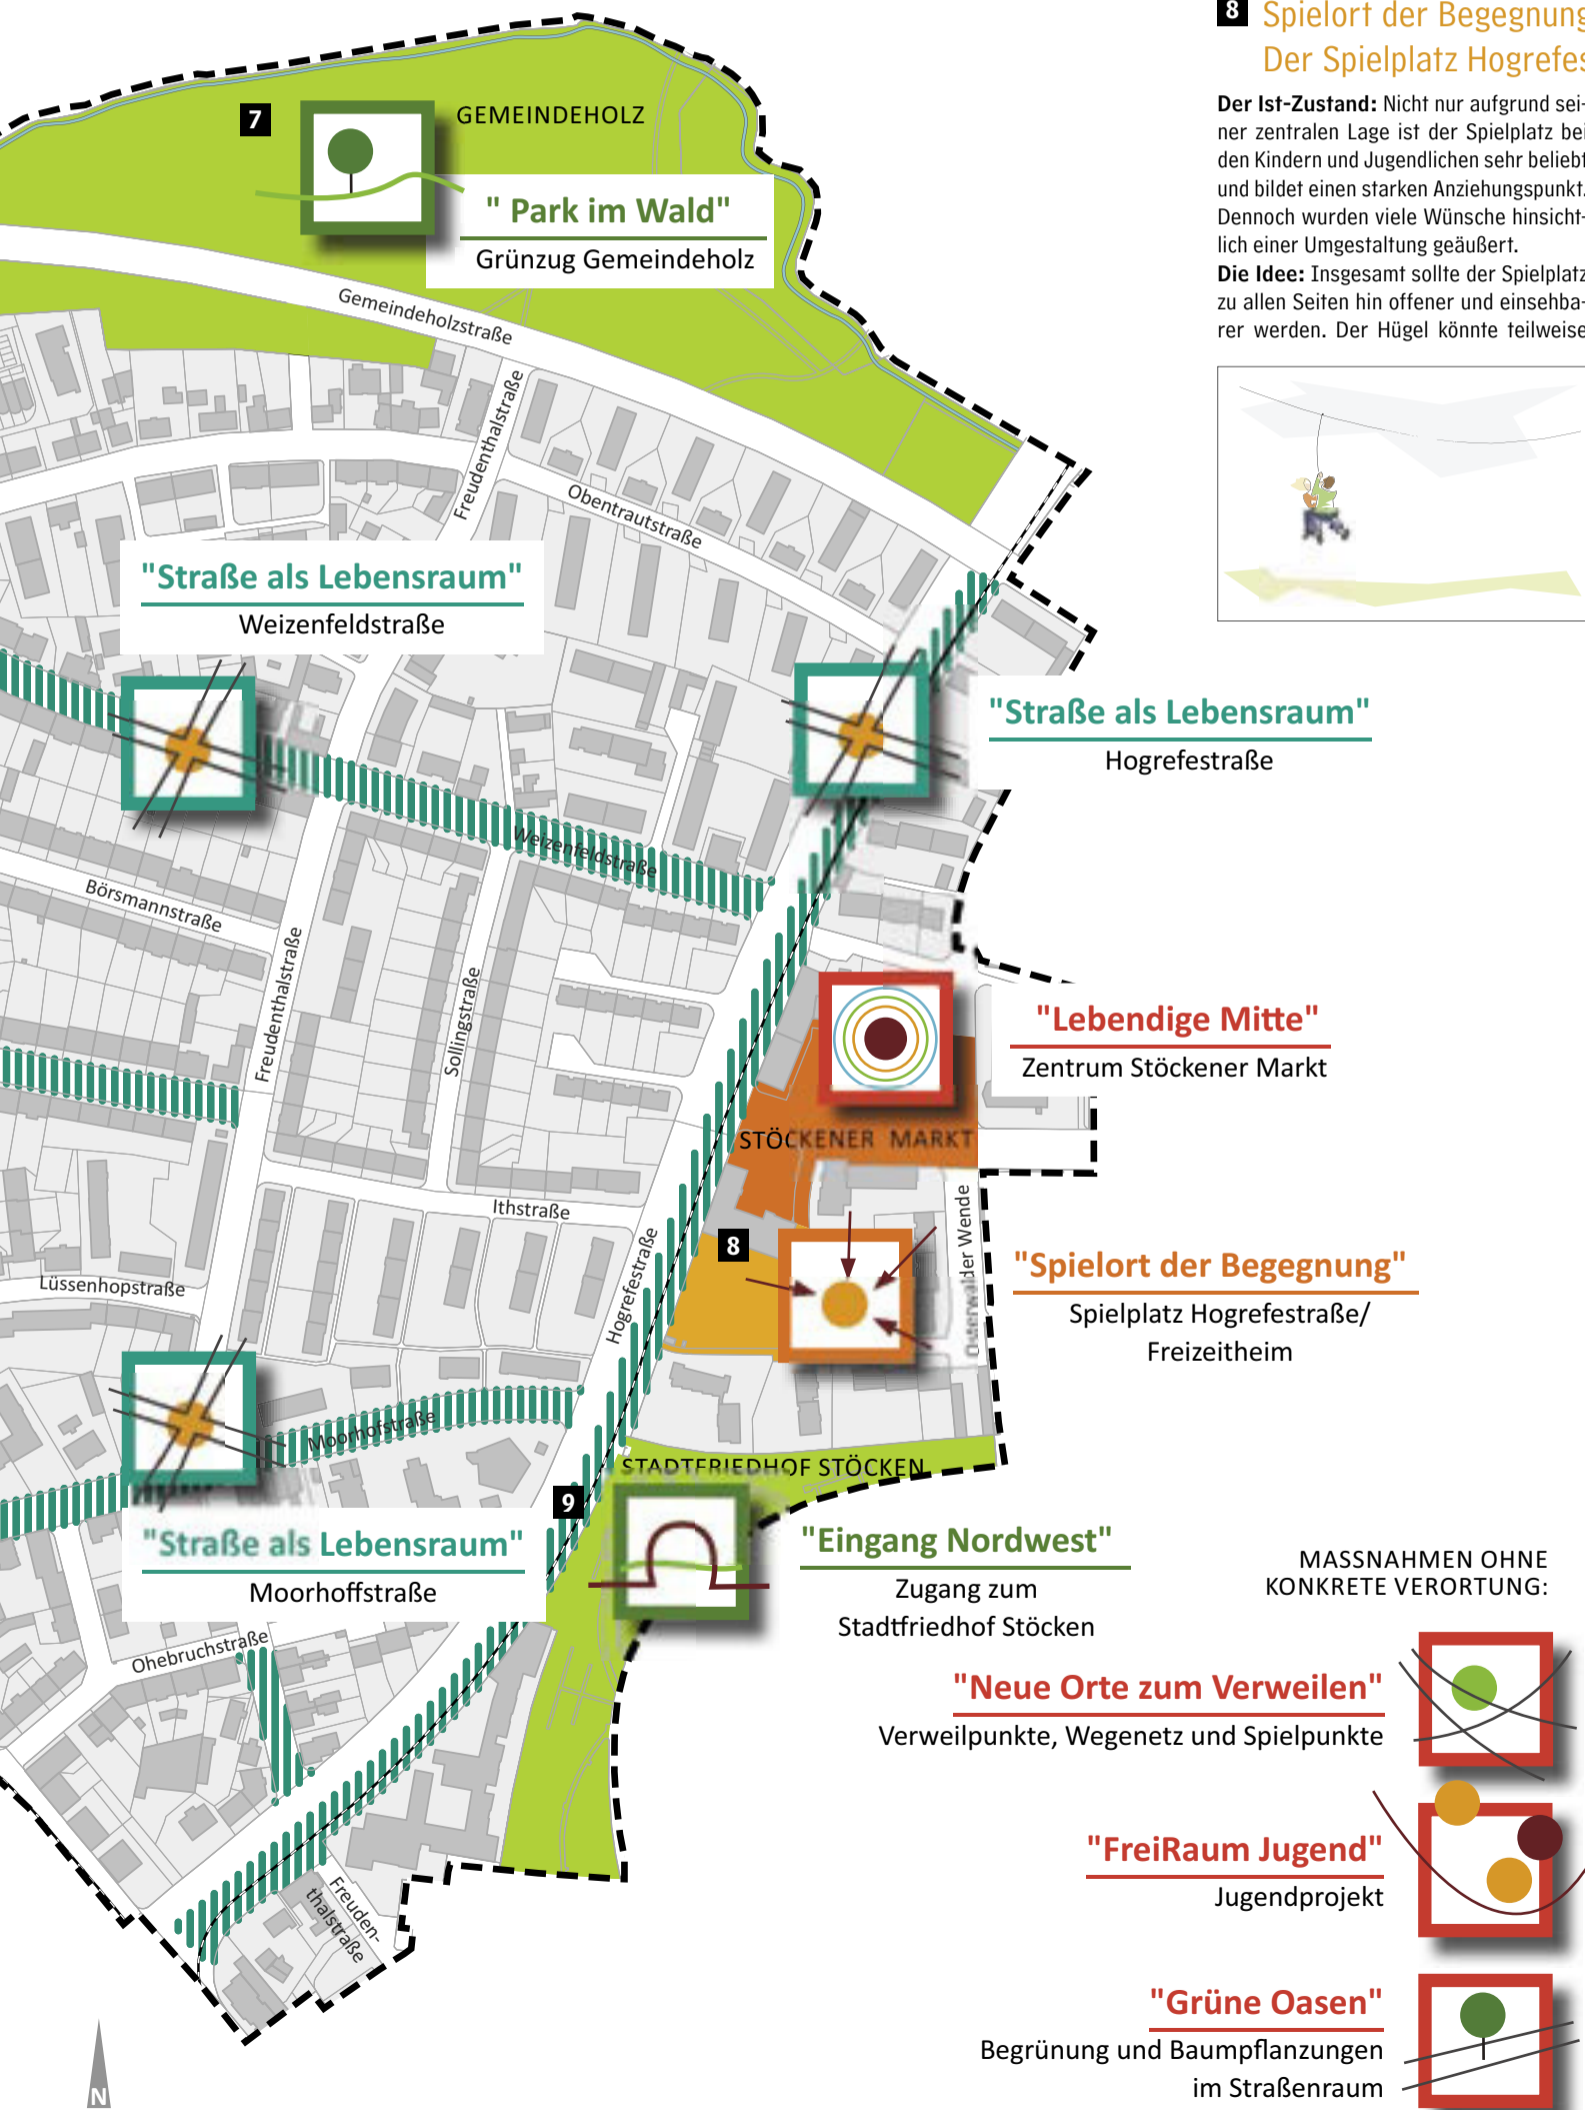 8 Spielort der Begegnung
Der Spielplatz Hogrefes
Der Ist-Zustand: Nicht nur aufgrund sei-
ner zentralen Lage ist der Spielplatz bei
den Kindern und Jugendlichen sehr beliebt
und bildet einen starken Anziehungspunkt.
Dennoch wurden viele Wünsche hinsicht-
lich einer Umgestaltung geäußert.
Die Idee: Insgesamt sollte der Spielplatz
zu allen Seiten hin offener und einsehba-
rer werden. Der Hügel könnte teilweise
7
GEMEINDEHOLZ
" Park im Wald"
Grünzug Gemeindeholz
Gemeindeholzstraße
Freudenthalstraße
Obentrautstraße
"Straße als Lebensraum"
Weizenfeldstraße
"Straße als Lebensraum"
Hogrefestraße
Weizenfeldstraße
Börsmannstraße
Freudenthalstraße
Sollingstraße
"Lebendige Mitte"
Zentrum Stöckener Markt
STÖCKENER MARKT
Ithstraße
Hogrefestraße
8
Osterwalder Wende
"Spielort der Begegnung"
Spielplatz Hogrefestraße/
Freizeitheim
Lüssenhopstraße
Moorhofstraße
STADTFRIEDHOF STÖCKEN
9
"Straße als Lebensraum"
Moorhoffstraße
"Eingang Nordwest"
Zugang zum
Stadtfriedhof Stöcken
MASSNAHMEN OHNE
KONKRETE VERORTUNG:
Ohebruchstraße
"Neue Orte zum Verweilen"
Verweilpunkte, Wegenetz und Spielpunkte
"FreiRaum Jugend"
Jugendprojekt
Freuden-
thalstraße
"Grüne Oasen"
Begrünung und Baumpflanzungen
im Straßenraum
N